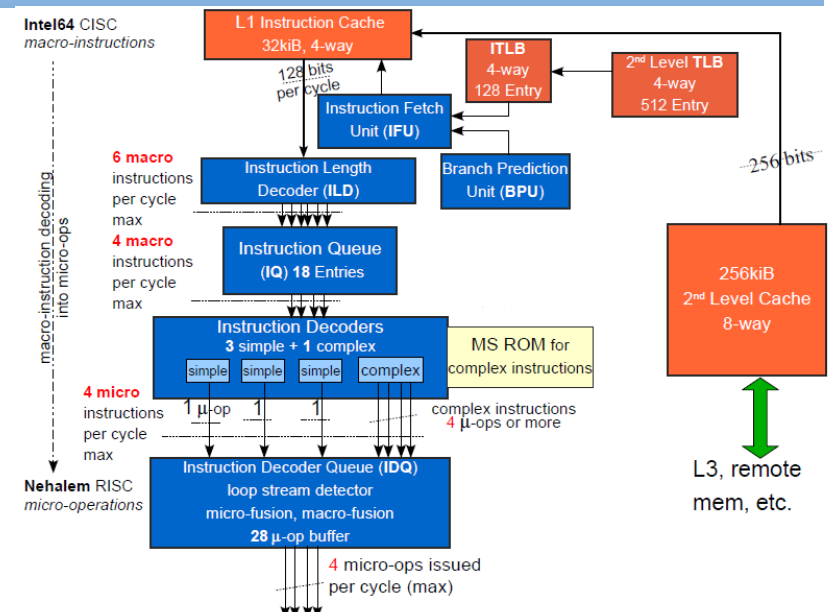 Intel64 CISC
macro-instructions
L1 Instruction Cache
32kiB, 4-way
128 bits
per cycle
ITLB
4-way
128 Entry
2nd Level TLB
4-way
512 Entry
Instruction Fetch
Unit (IFU)
Branch Prediction
Unit (BPU)
256 bits
6 macro
instructions
per cycle
max
Instruction Length
Decoder (ILD)
4 macro
instructions
per cycle
max
Instruction Queue
(IQ) 18 Entries
macro-instruction decoding
into micro-ops
256kiB
2nd Level Cache
8-way
Instruction Decoders
3 simple + 1 complex
simple
simple
simple
complex
MS ROM for
complex instructions
4 micro
instructions
per cycle
max
1 μ-op
1
1
complex instructions
4 μ-ops or more
Instruction Decoder Queue (IDQ)
loop stream detector
micro-fusion, macro-fusion
28 μ-op buffer
Nehalem RISC
micro-operations
L3, remote
mem, etc.
4 micro-ops issued
per cycle (max)